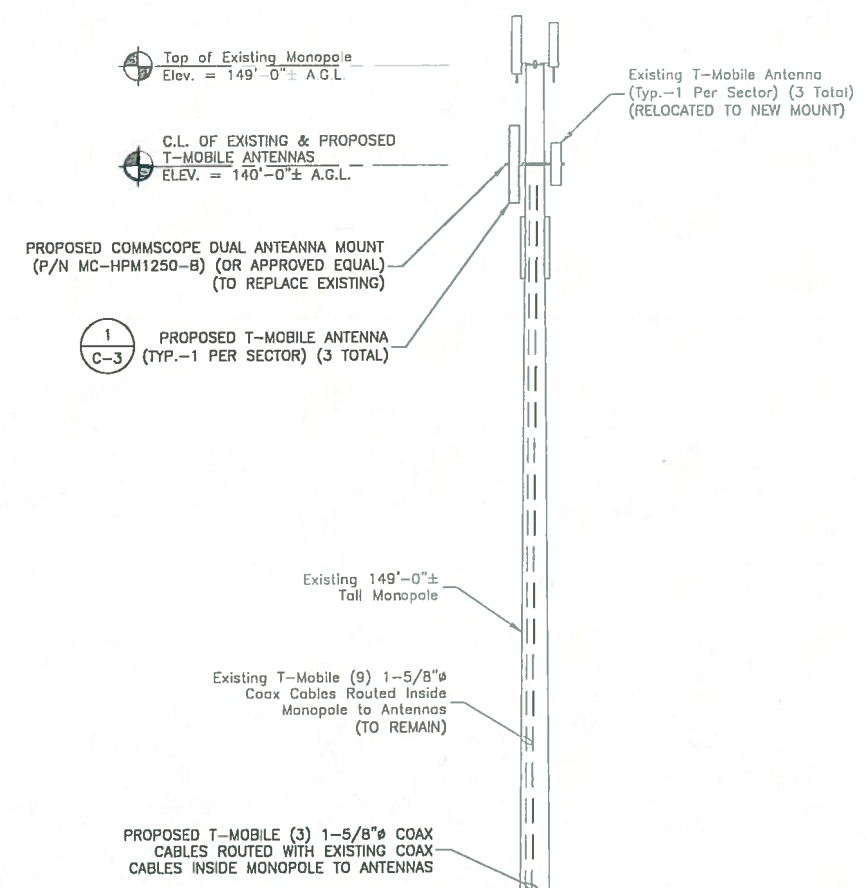 Top of Existing Monopole
Elev. = 149'-0"± A.G.L.
Existing T-Mobile Antenna
(Typ.-1 Per Sector) (3 Total)
(RELOCATED TO NEW MOUNT)
C.L. OF EXISTING & PROPOSED
T-MOBILE ANTENNAS
ELEV. = 140'-0"± A.G.L.
PROPOSED COMMSCOPE DUAL ANTEANNA MOUNT
(P/N MC-HPM1250-B) (OR APPROVED EQUAL)
(TO REPLACE EXISTING)
1
C-3
PROPOSED T-MOBILE ANTENNA
(TYP.-1 PER SECTOR) (3 TOTAL)
Existing 149'-0"±
Tall Monopole
Existing T-Mobile (9) 1-5/8"ø
Coax Cables Routed Inside
Monopole to Antennas
(TO REMAIN)
PROPOSED T-MOBILE (3) 1-5/8"ø COAX
CABLES ROUTED WITH EXISTING COAX
CABLES INSIDE MONOPOLE TO ANTENNAS